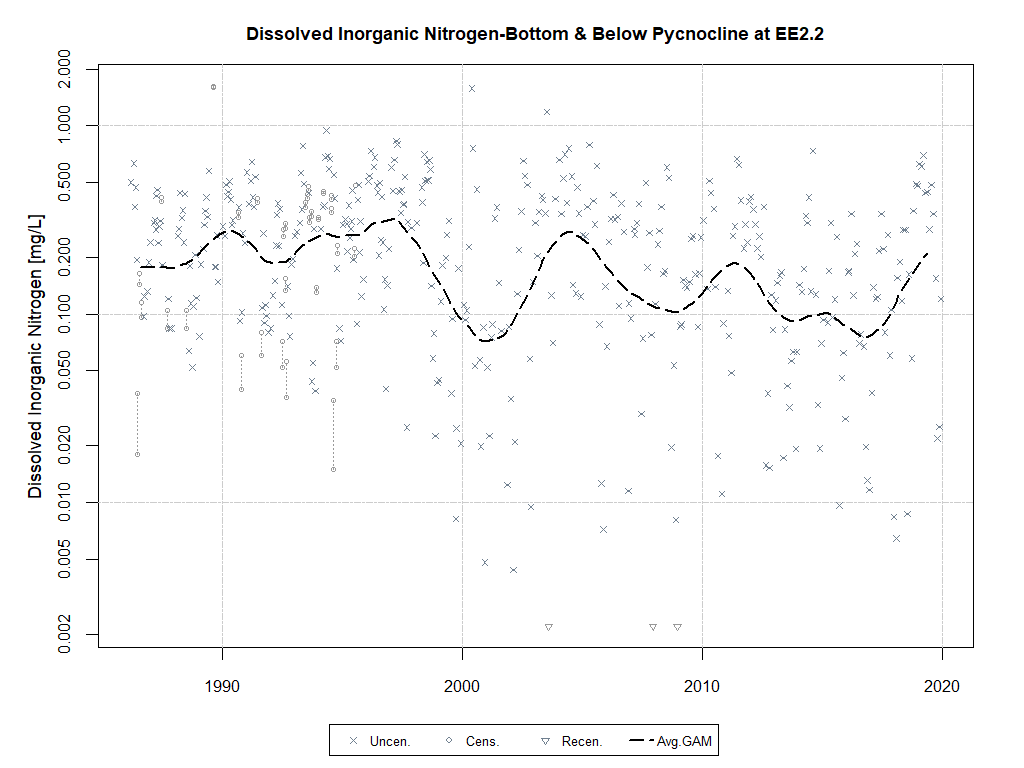 Dissolved Inorganic Nitrogen-Bottom & Below Pycnocline at EE2.2
Dissolved Inorganic Nitrogen [mg/L]
2.000
1.000
0.500
0.200
0.100
0.050
0.020
0.010
0.005
0.002
1990 2000 2010 2020
Uncen. Cens. Recen. Avg.GAM